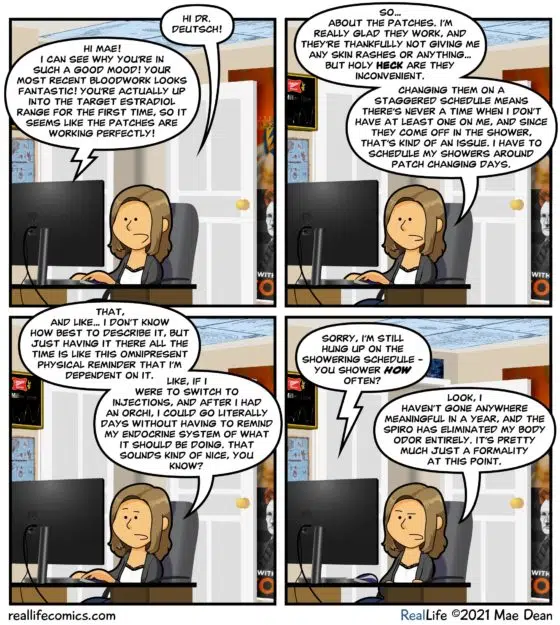 HI DR.
DEUTSCH!
HI MAE!
I CAN SEE WHY YOU'RE IN
SUCH A GOOD MOOD! YOUR
MOST RECENT BLOODWORK LOOKS
FANTASTIC! YOU'RE ACTUALLY UP
INTO THE TARGET ESTRADIOL
RANGE FOR THE FIRST TIME, SO IT
SEEMS LIKE THE PATCHES ARE
WORKING PERFECTLY!
WITH
SO...
ABOUT THE PATCHES. I'M
REALLY GLAD THEY WORK, AND
THEY'RE THANKFULLY NOT GIVING ME
ANY SKIN RASHES OR ANYTHING...
BUT HOLY HECK ARE THEY
INCONVENIENT.
CHANGING THEM ON A
STAGGERED SCHEDULE MEANS
THERE'S NEVER A TIME WHEN I DON'T
HAVE AT LEAST ONE ON ME, AND SINCE
THEY COME OFF IN THE SHOWER,
THAT'S KIND OF AN ISSUE. I HAVE TO
SCHEDULE MY SHOWERS AROUND
PATCH CHANGING DAYS.
WITH
THAT,
AND LIKE... I DON'T KNOW
HOW BEST TO DESCRIBE IT, BUT
JUST HAVING IT THERE ALL THE
TIME IS LIKE THIS OMNIPRESENT
PHYSICAL REMINDER THAT I'M
DEPENDENT ON IT.
LIKE, IF I
WERE TO SWITCH TO
INJECTIONS, AND AFTER I HAD
AN ORCHI, I COULD GO LITERALLY
DAYS WITHOUT HAVING TO REMIND
MY ENDOCRINE SYSTEM OF WHAT
IT SHOULD BE DOING. THAT
SOUNDS KIND OF NICE, YOU
KNOW?
WITH
SORRY, I'M STILL
HUNG UP ON THE
SHOWERING SCHEDULE -
YOU SHOWER HOW
OFTEN?
LOOK, I
HAVEN'T GONE ANYWHERE
MEANINGFUL IN A YEAR, AND THE
SPIRO HAS ELIMINATED MY BODY
ODOR ENTIRELY. IT'S PRETTY
MUCH JUST A FORMALITY
AT THIS POINT.
WITH
reallifecomics.com
RealLife ©2021 Mae Dean